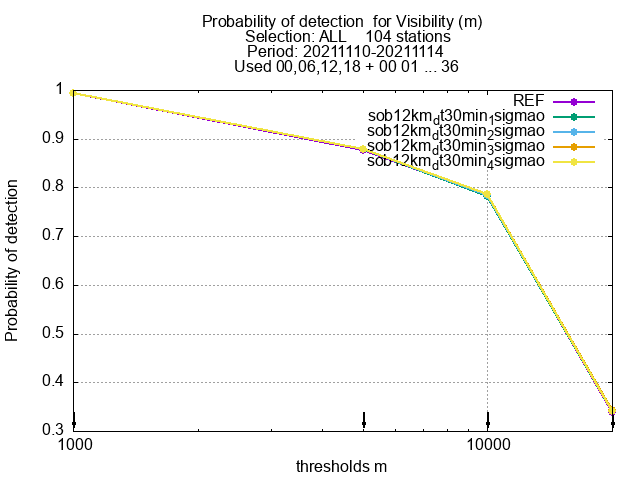 Probability of detection  for Visibility (m)
Selection: ALL    104 stations
Period: 20211110-20211114
Used 00,06,12,18 + 00 01 ... 36
REF
sob12km_dt30min_1sigmao
sob12km_dt30min_2sigmao
sob12km_dt30min_3sigmao
sob12km_dt30min_4sigmao
1
0.9
0.8
0.7
0.6
0.5
0.4
0.3
Probability of detection
1000
10000
thresholds m